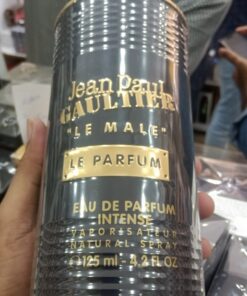 Jean Paul
GAULTIER
"LE MALE"
LE PARFUM
EAU DE PARFUM
INTENSE
VAPORISATEUR
NATURAL SPRAY
℮ 125 ml - 4.2 fl OZ